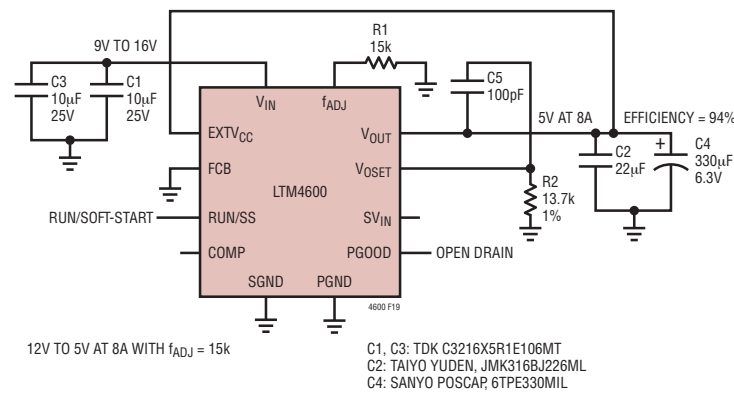 R1
15k
9V TO 16V
C3
10µF
25V
C1
10µF
25V
C5
100pF
VIN
fADJ
5V AT 8A
EFFICIENCY = 94%
EXTVCC
VOUT
C2
22µF
+
C4
330µF
6.3V
FCB
VOSET
LTM4600
R2
13.7k
1%
RUN/SOFT-START
RUN/SS
SVIN
COMP
PGOOD
OPEN DRAIN
SGND
PGND
4600 F19
12V TO 5V AT 8A WITH fADJ = 15k
C1, C3: TDK C3216X5R1E106MT
C2: TAIYO YUDEN, JMK316BJ226ML
C4: SANYO POSCAP, 6TPE330MIL